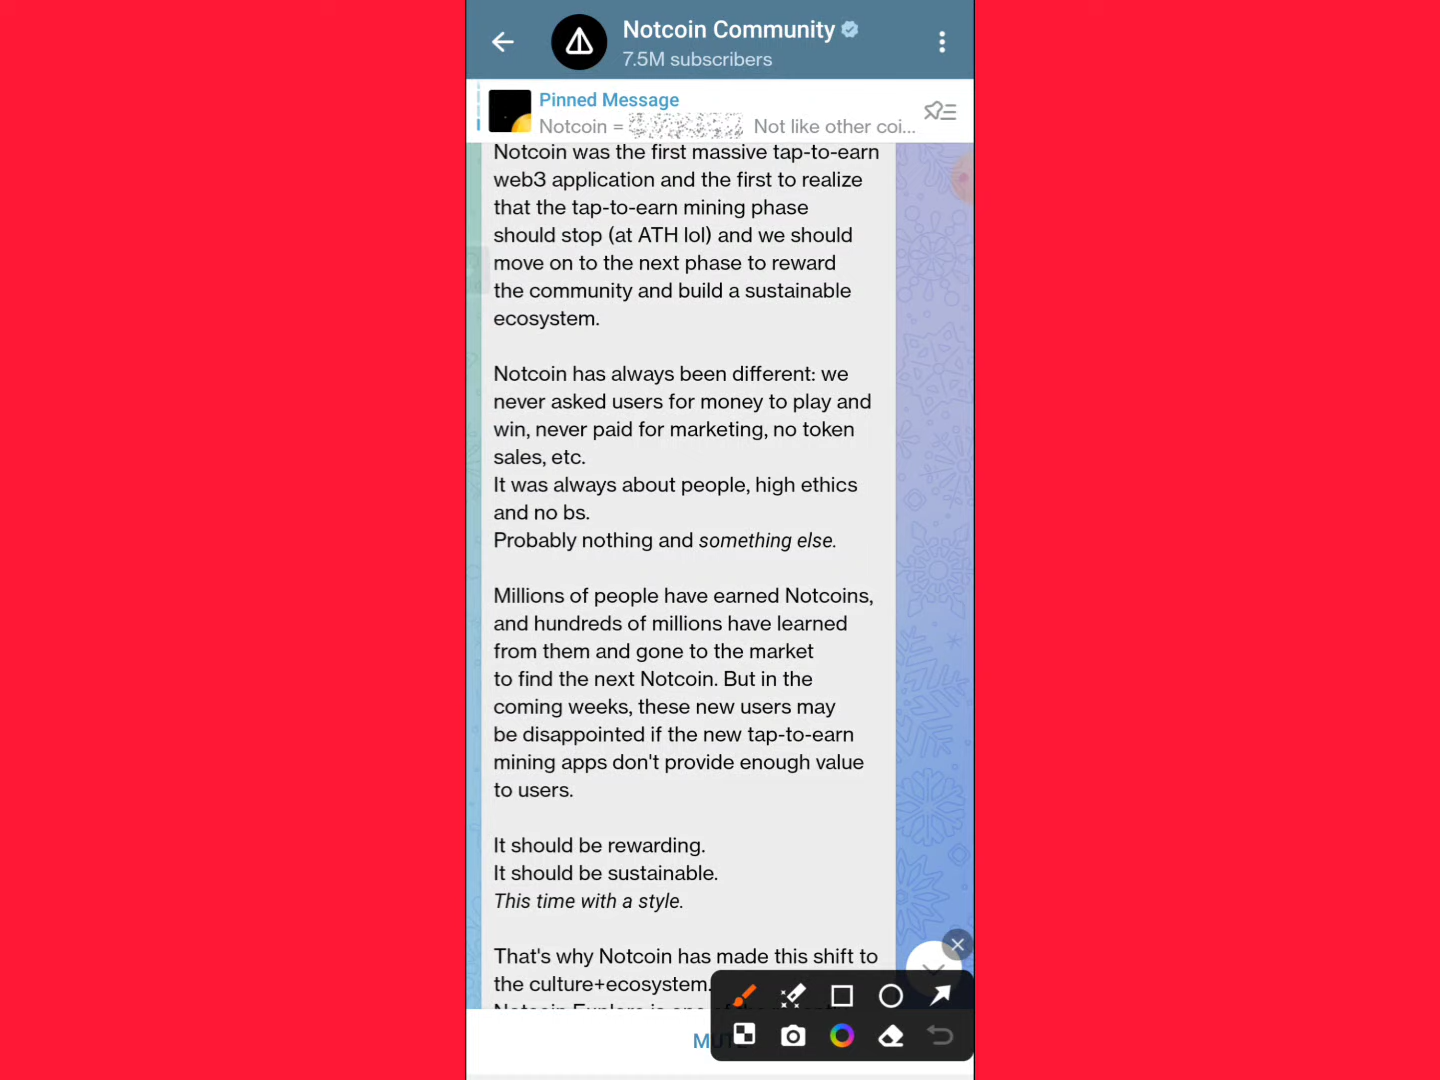 Notcoin Community
7.5M subscribers
Pinned Message
Notcoin = Not like other coi...
Notcoin was the first massive tap-to-earn
web3 application and the first to realize
that the tap-to-earn mining phase
should stop (at ATH lol) and we should
move on to the next phase to reward
the community and build a sustainable
ecosystem.
Notcoin has always been different: we
never asked users for money to play and
win, never paid for marketing, no token
sales, etc.
It was always about people, high ethics
and no bs.
Probably nothing and something else.
Millions of people have earned Notcoins,
and hundreds of millions have learned
from them and gone to the market
to find the next Notcoin. But in the
coming weeks, these new users may
be disappointed if the new tap-to-earn
mining apps don't provide enough value
to users.
It should be rewarding.
It should be sustainable.
This time with a style.
That's why Notcoin has made this shift to
the culture+ecosystem.